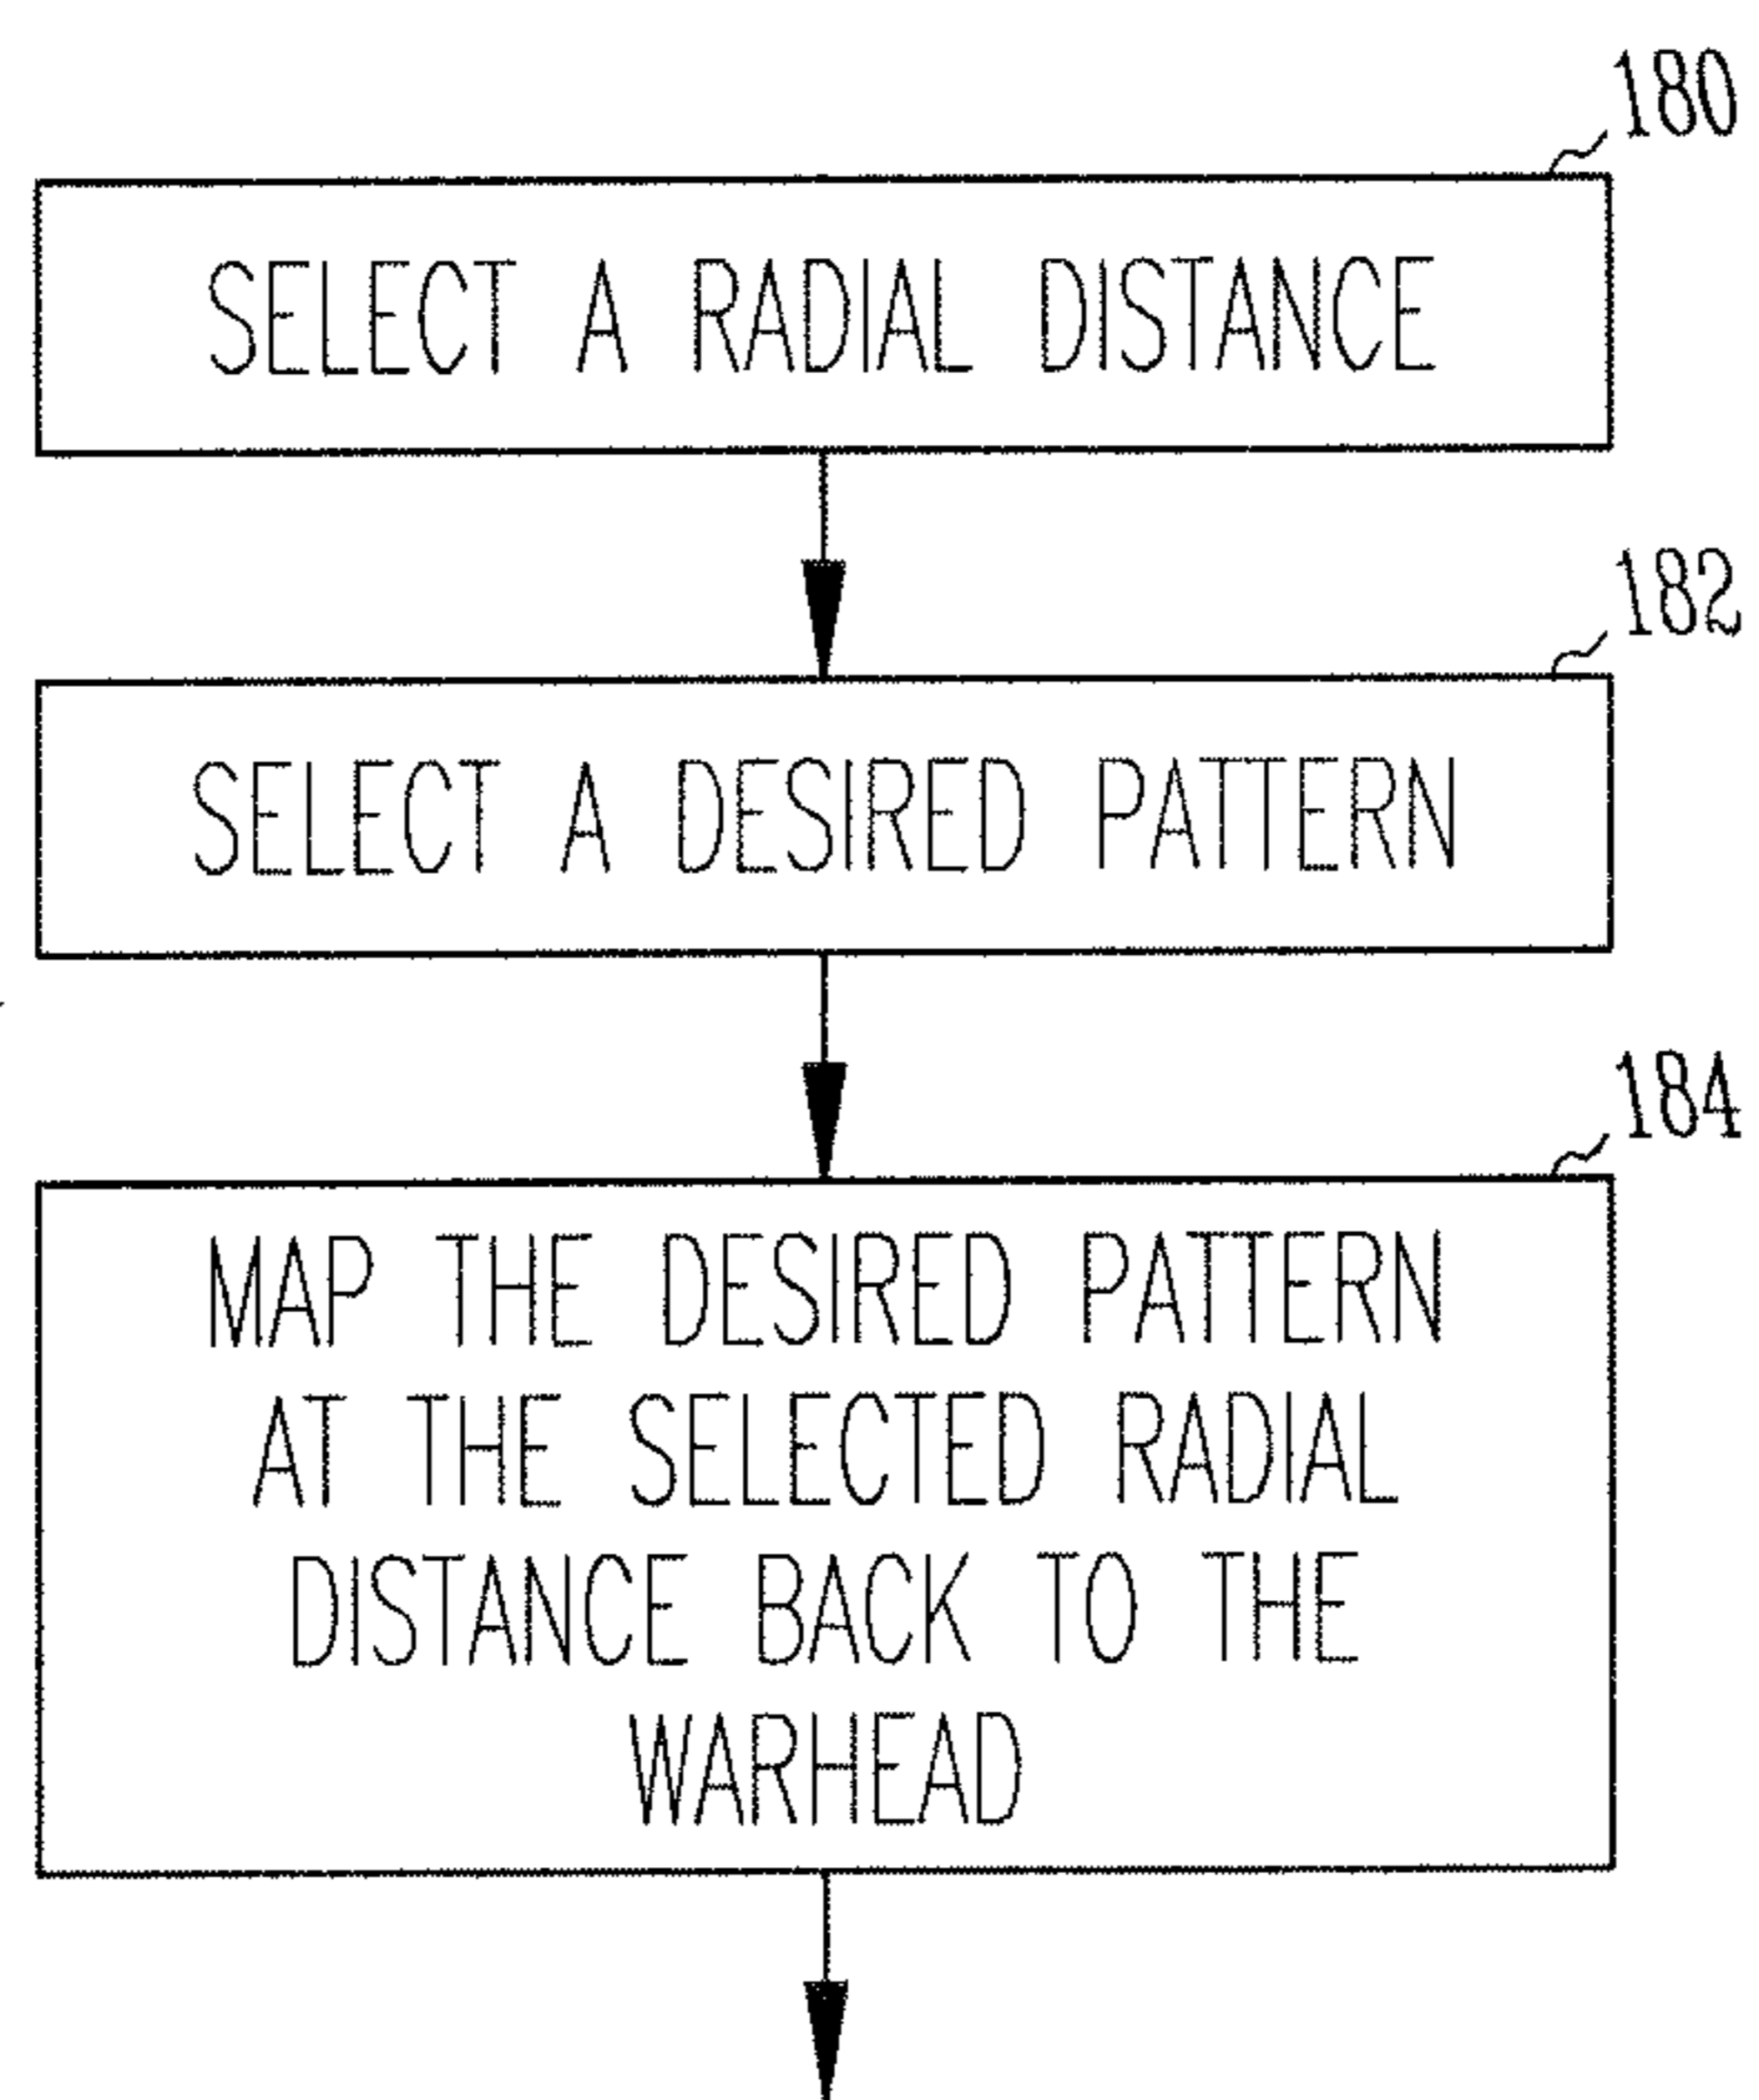 180
SELECT A RADIAL DISTANCE
182
SELECT A DESIRED PATTERN
184
MAP THE DESIRED PATTERN
AT THE SELECTED RADIAL
DISTANCE BACK TO THE
WARHEAD